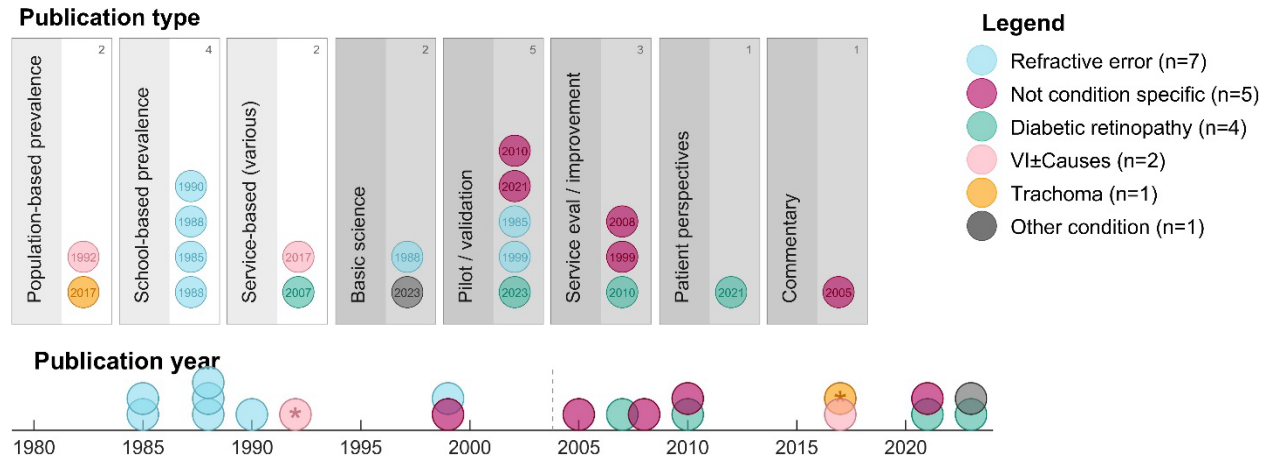 Publication type
Population-based prevalence
2
1992
2017
School-based prevalence
4
1990
1988
1985
1988
Service-based (various)
2
2017
2007
Basic science
2
1988
2023
Pilot / validation
5
2010
2021
1985
1999
2023
Service eval / improvement
3
2008
1999
2010
Patient perspectives
1
2021
Commentary
1
2005
Legend
Refractive error (n=7)
Not condition specific (n=5)
Diabetic retinopathy (n=4)
VI±Causes (n=2)
Trachoma (n=1)
Other condition (n=1)
Publication year
* *
1980 1985 1990 1995 2000 2005 2010 2015 2020